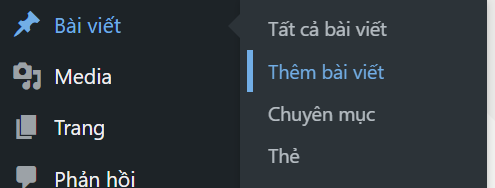 Bài viết
Media
Trang
Phản hồi
Tất cả bài viết
Thêm bài viết
Chuyên mục
Thẻ